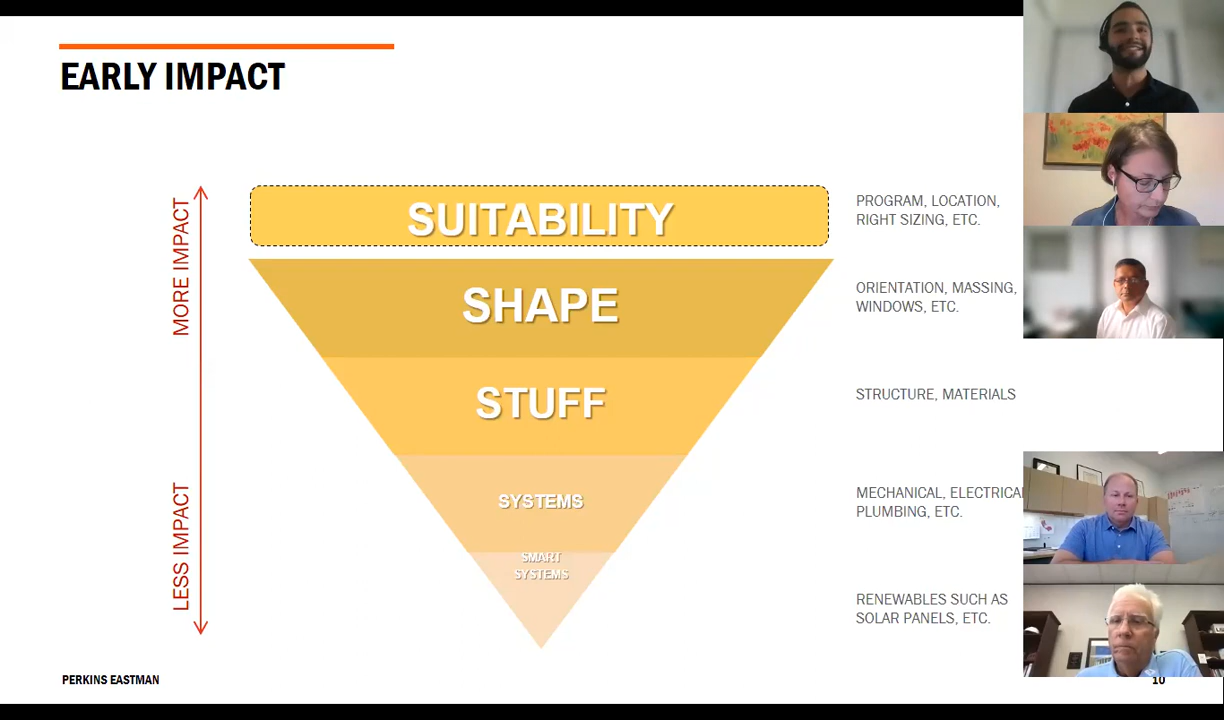 EARLY IMPACT
MORE IMPACT
LESS IMPACT
SUITABILITY
PROGRAM, LOCATION,
RIGHT SIZING, ETC.
SHAPE
ORIENTATION, MASSING,
WINDOWS, ETC.
STUFF
STRUCTURE, MATERIALS
SYSTEMS
MECHANICAL, ELECTRICA
PLUMBING, ETC.
SMART
SYSTEMS
RENEWABLES SUCH AS
SOLAR PANELS, ETC.
PERKINS EASTMAN
10